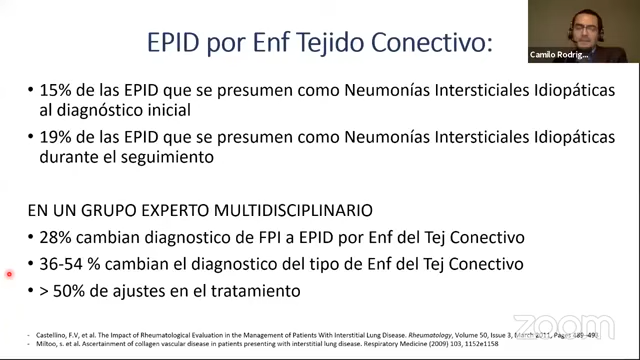 EPID por Enf Tejido Conectivo:
Camilo Rodríg...
• 15% de las EPID que se presumen como Neumonías Intersticiales Idiopáticas
al diagnóstico inicial
• 19% de las EPID que se presumen como Neumonías Intersticiales Idiopáticas
durante el seguimiento
EN UN GRUPO EXPERTO MULTIDISCIPLINARIO
• 28% cambian diagnostico de FPI a EPID por Enf del Tej Conectivo
• 36-54 % cambian el diagnostico del tipo de Enf del Tej Conectivo
• > 50% de ajustes en el tratamiento
zoom
- Castellino, F.V, et al. The Impact of Rheumatological Evaluation in the Management of Patients With Interstitial Lung Disease. Rheumatology, Volume 50, Issue 3, March 2011, Pages 489–493
- Miltoo, s. et al. Ascertainment of collagen vascular disease in patients presenting with interstitial lung disease. Respiratory Medicine (2009) 103, 1152e1158